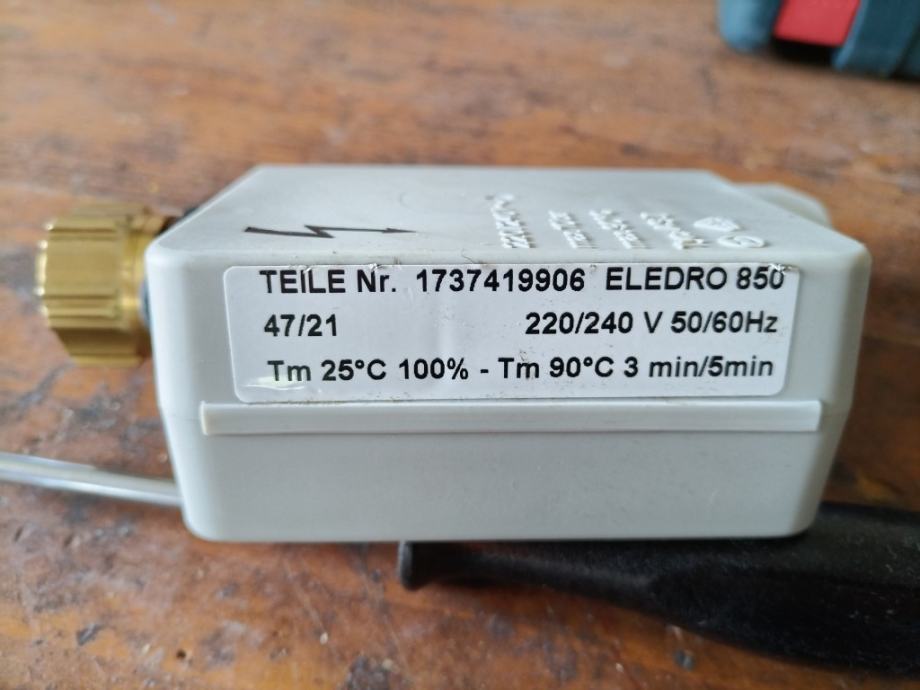 TEILE Nr. 1737419906 ELEDRO 850
47/21 220/240 V 50/60Hz
Tm 25°C 100% - Tm 90°C 3 min/5min